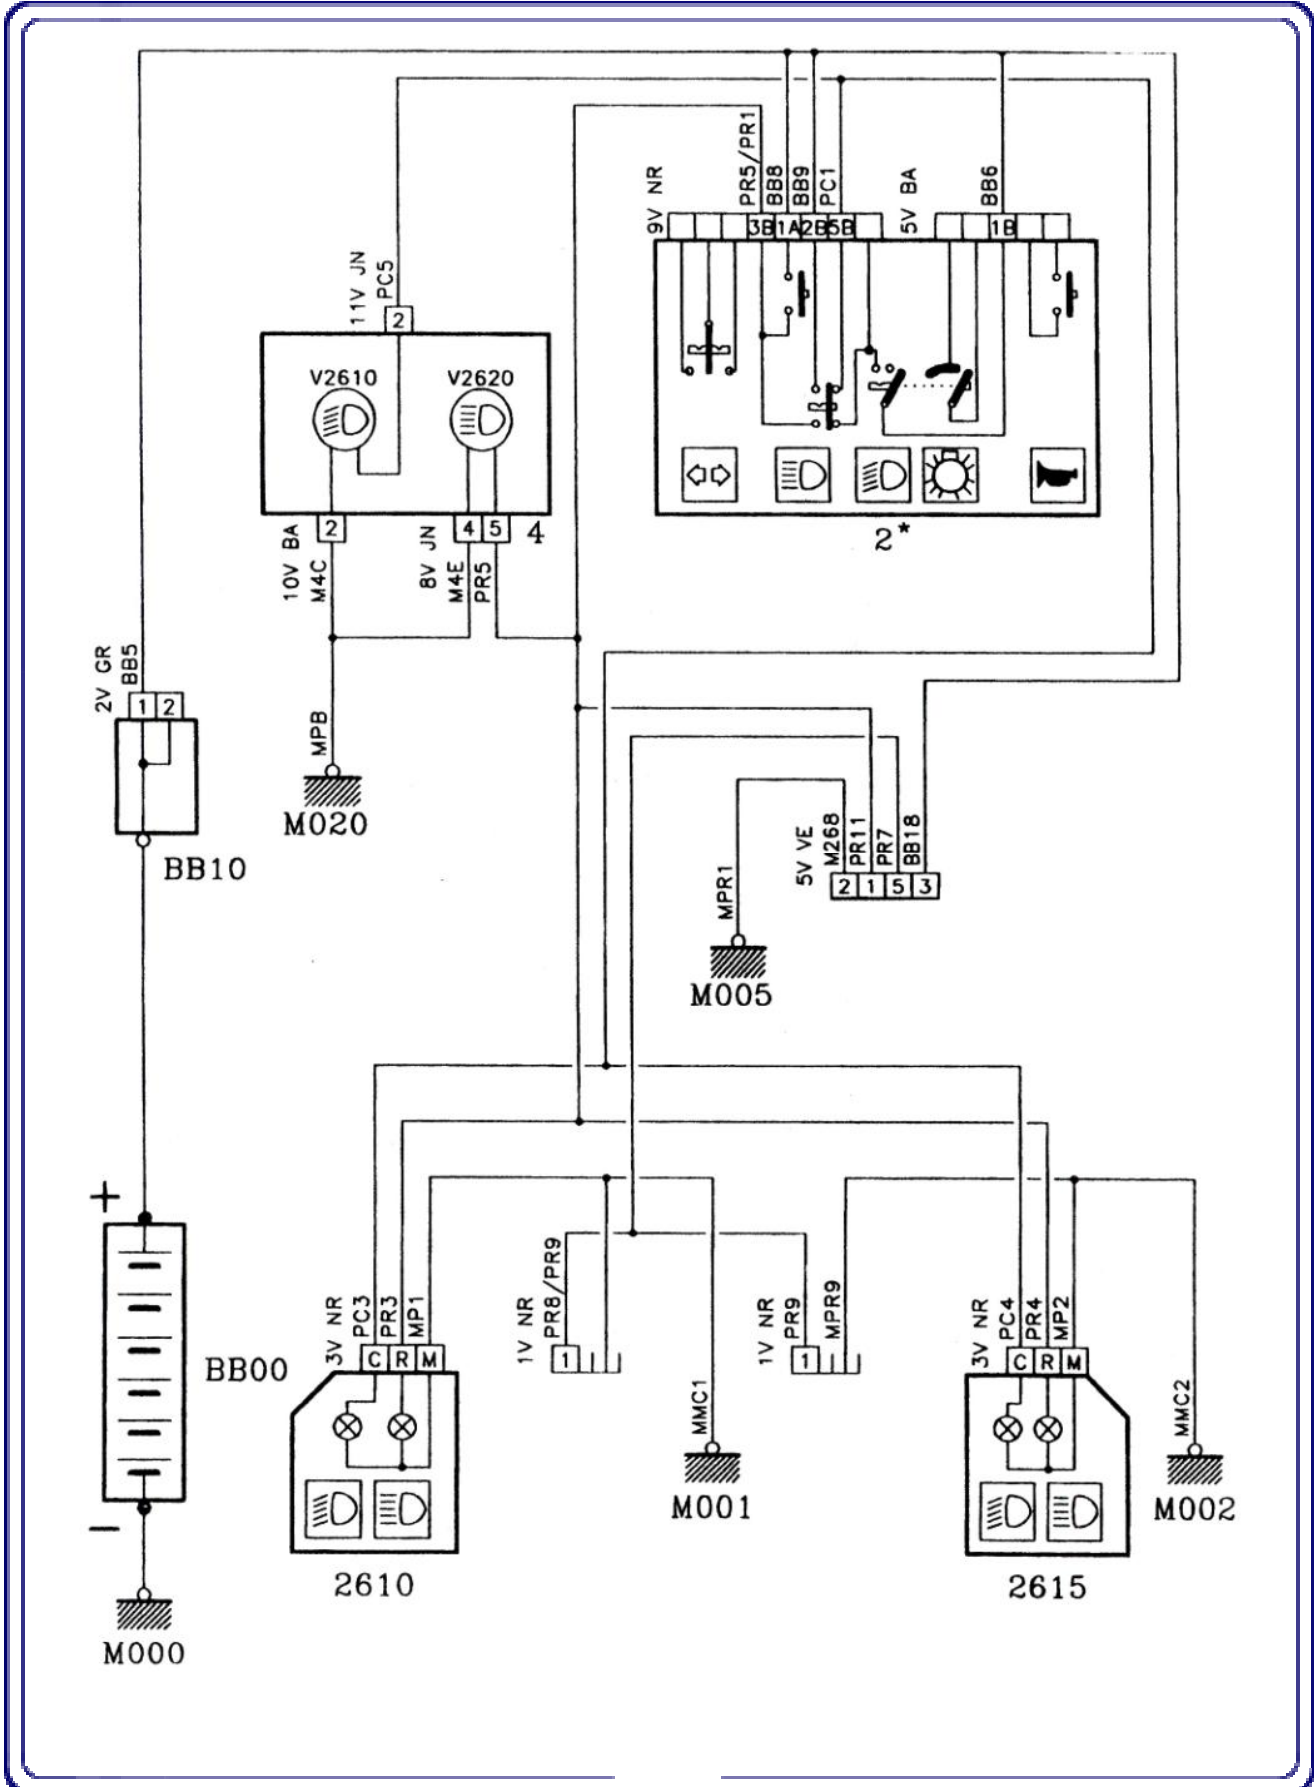 9V NR
PR5/PR1
BB8
BB9
PC1
5V BA
BB6
3B 1A 2B 5B
1B
11V JN
PC5
2
V2610
V2620
2*
2
4 5
4
10V BA
M4C
8V JN
M4E
PR5
2V GR
BB5
1 2
MPB
M020
BB10
5V VE
M268
PR11
PR7
BB18
2 1 5 3
MPR1
M005
+
BB00
−
M000
3V NR
PC3
PR3
MP1
C R M
2610
1V NR
PR8/PR9
1
MMC1
M001
1V NR
PR9
MPR9
1
3V NR
PC4
PR4
MP2
C R M
2615
MMC2
M002